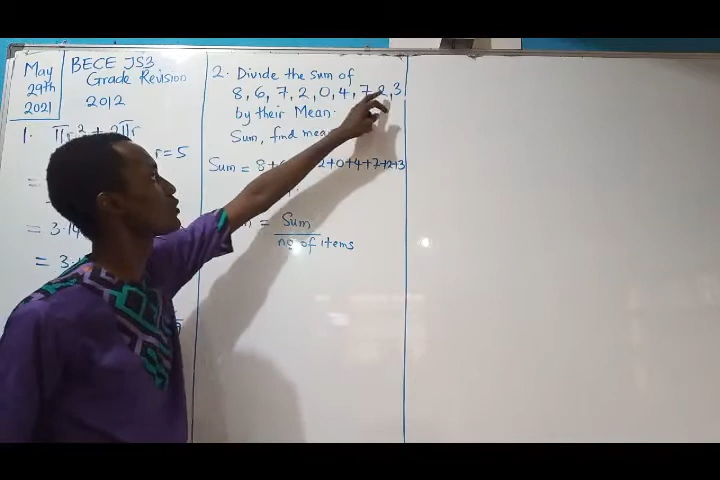 May
29th
2021
BECE JS3
Grade Revision
2012
1. πr² + 2πr
r = 5
=
= 3.14
= 3.
2. Divide the sum of
8, 6, 7, 2, 0, 4, 7, 2, 3
by their Mean.
Sum, find
Sum = 8+ 2+0+4+7+2+3
= Sum
no of items